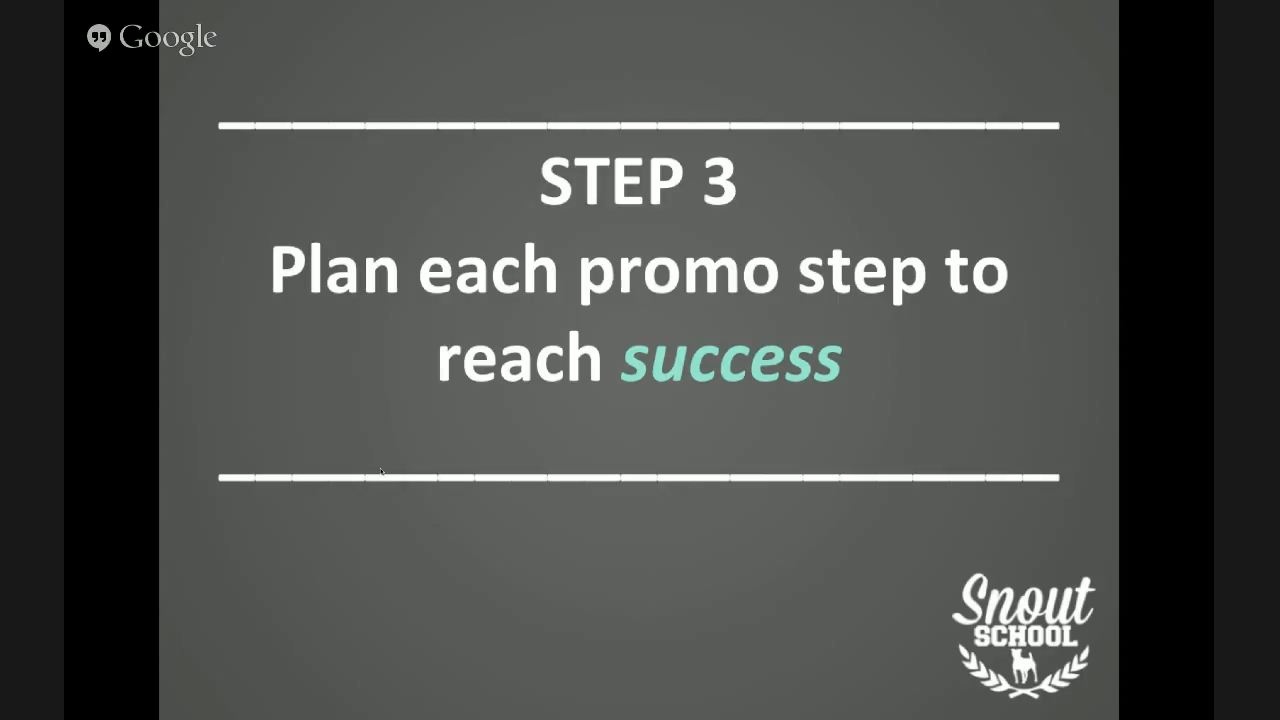 Google
STEP 3
Plan each promo step to
reach success
Snout
SCHOOL